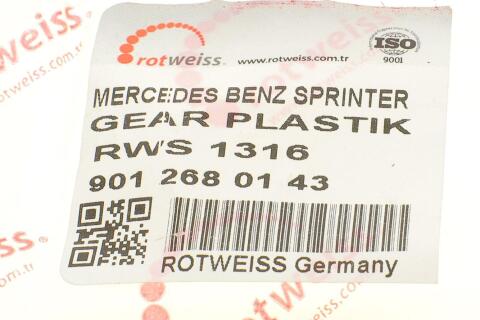 rotweiss®
www.rotweiss.com.tr
ISO
9001
MERCEDES BENZ SPRINTER
GEAR PLASTIK
RWS 1316
901 268 01 43
ROTWEISS Germany